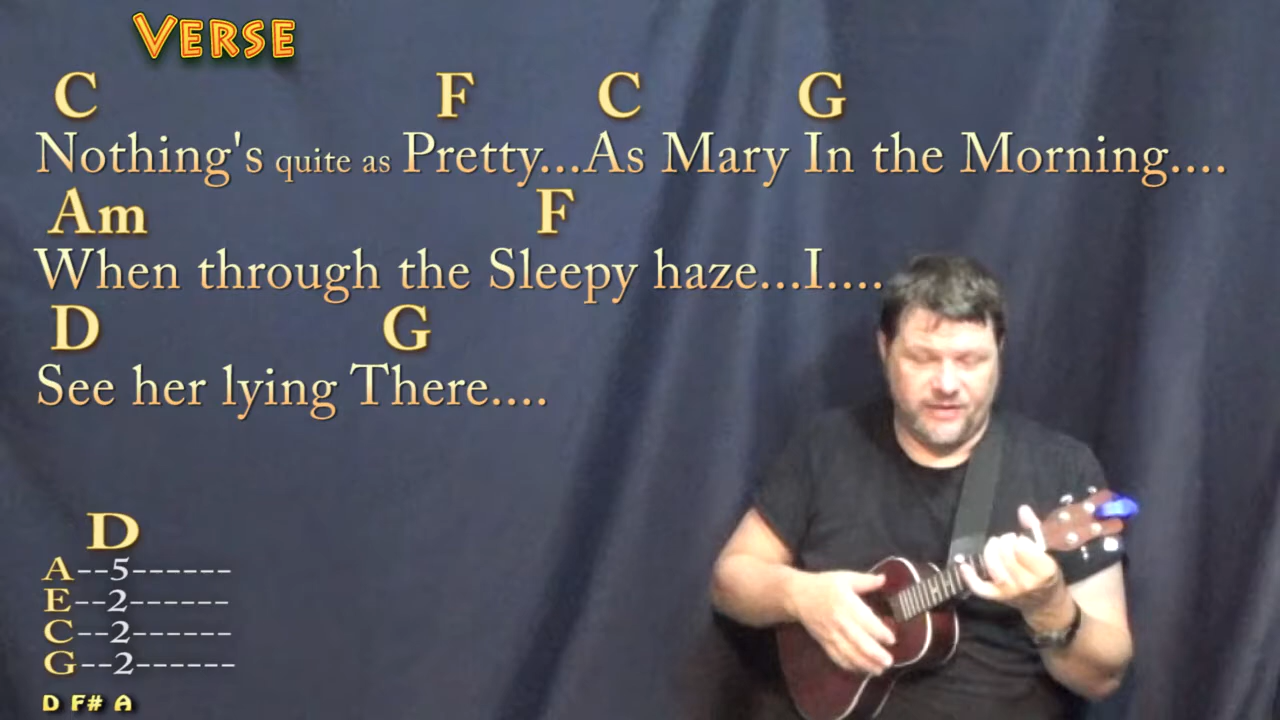 VERSE
C F C G
Nothing's quite as Pretty...As Mary In the Morning....
Am F
When through the Sleepy haze...I....
D G
See her lying There....
D
A--5------
E--2------
C--2------
G--2------
D F# A